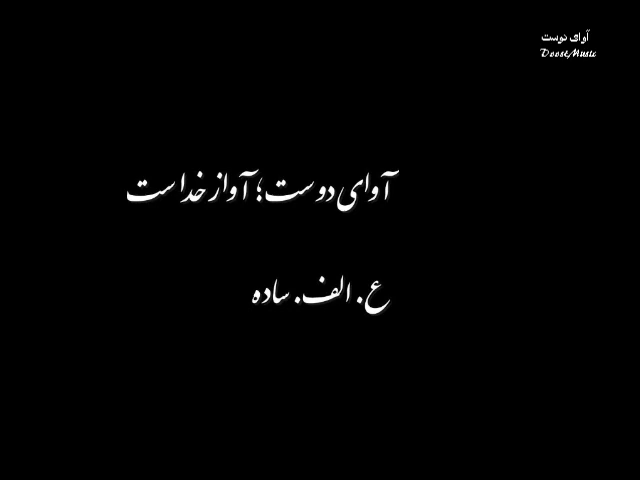 آوای دوست
DoostMusic
آوای دوست؛ آواز خداست
ع. الف. ساده